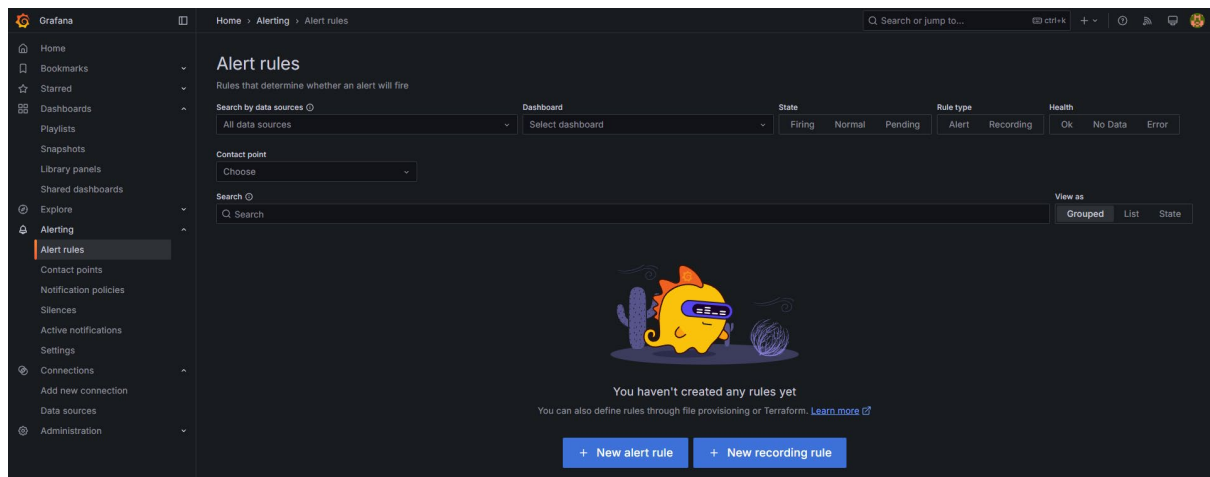 Grafana
Home › Alerting › Alert rules
Search or jump to...
ctrl+k
Home
Bookmarks
Starred
Dashboards
Playlists
Snapshots
Library panels
Shared dashboards
Explore
Alerting
Alert rules
Contact points
Notification policies
Silences
Active notifications
Settings
Connections
Add new connection
Data sources
Administration
Alert rules
Rules that determine whether an alert will fire
Search by data sources
All data sources
Dashboard
Select dashboard
State
Firing Normal Pending
Rule type
Alert Recording
Health
Ok No Data Error
Contact point
Choose
Search
Search
View as
Grouped List State
You haven't created any rules yet
You can also define rules through file provisioning or Terraform. Learn more
+ New alert rule
+ New recording rule